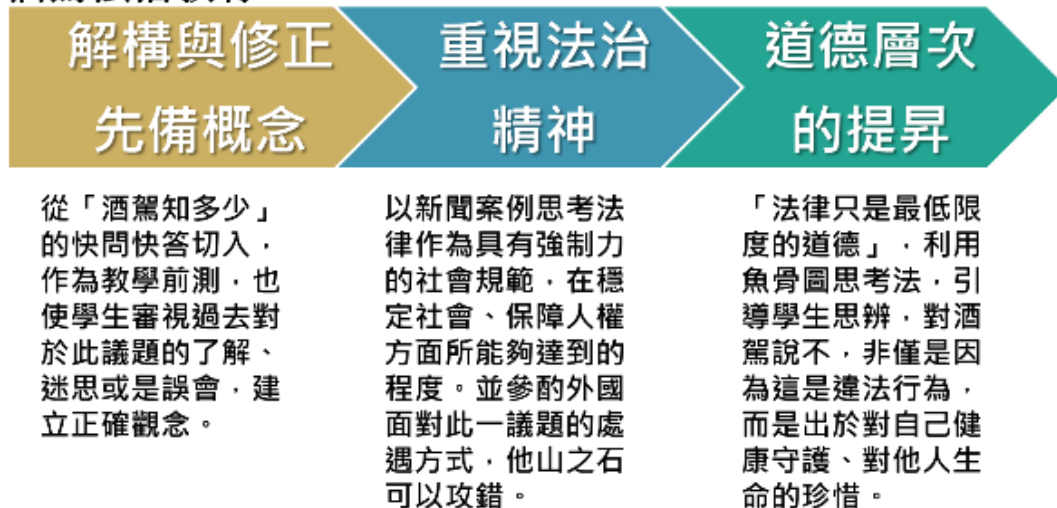 解構與修正
先備概念
重視法治
精神
道德層次
的提昇
從「酒駕知多少」
的快問快答切入，
作為教學前測，也
使學生審視過去對
於此議題的了解、
迷思或是誤會，建
立正確觀念。
以新聞案例思考法
律作為具有強制力
的社會規範，在穩
定社會、保障人權
方面所能夠達到的
程度。並參酌外國
面對此一議題的處
遇方式，他山之石
可以攻錯。
「法律只是最低限
度的道德」，利用
魚骨圖思考法，引
導學生思辨，對酒
駕說不，非僅是因
為這是違法行為，
而是出於對自己健
康守護、對他人生
命的珍惜。